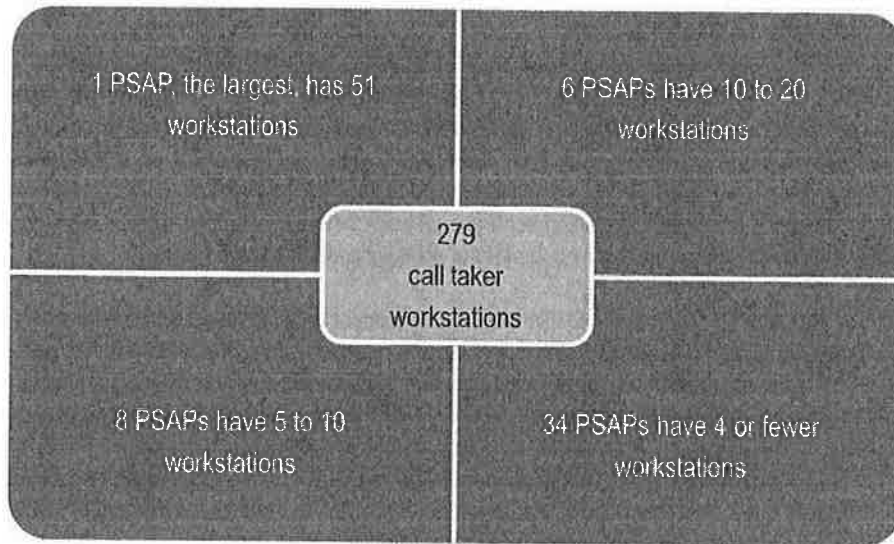 1 PSAP, the largest, has 51
workstations
6 PSAPs have 10 to 20
workstations
279
call taker
workstations
8 PSAPs have 5 to 10
workstations
34 PSAPs have 4 or fewer
workstations